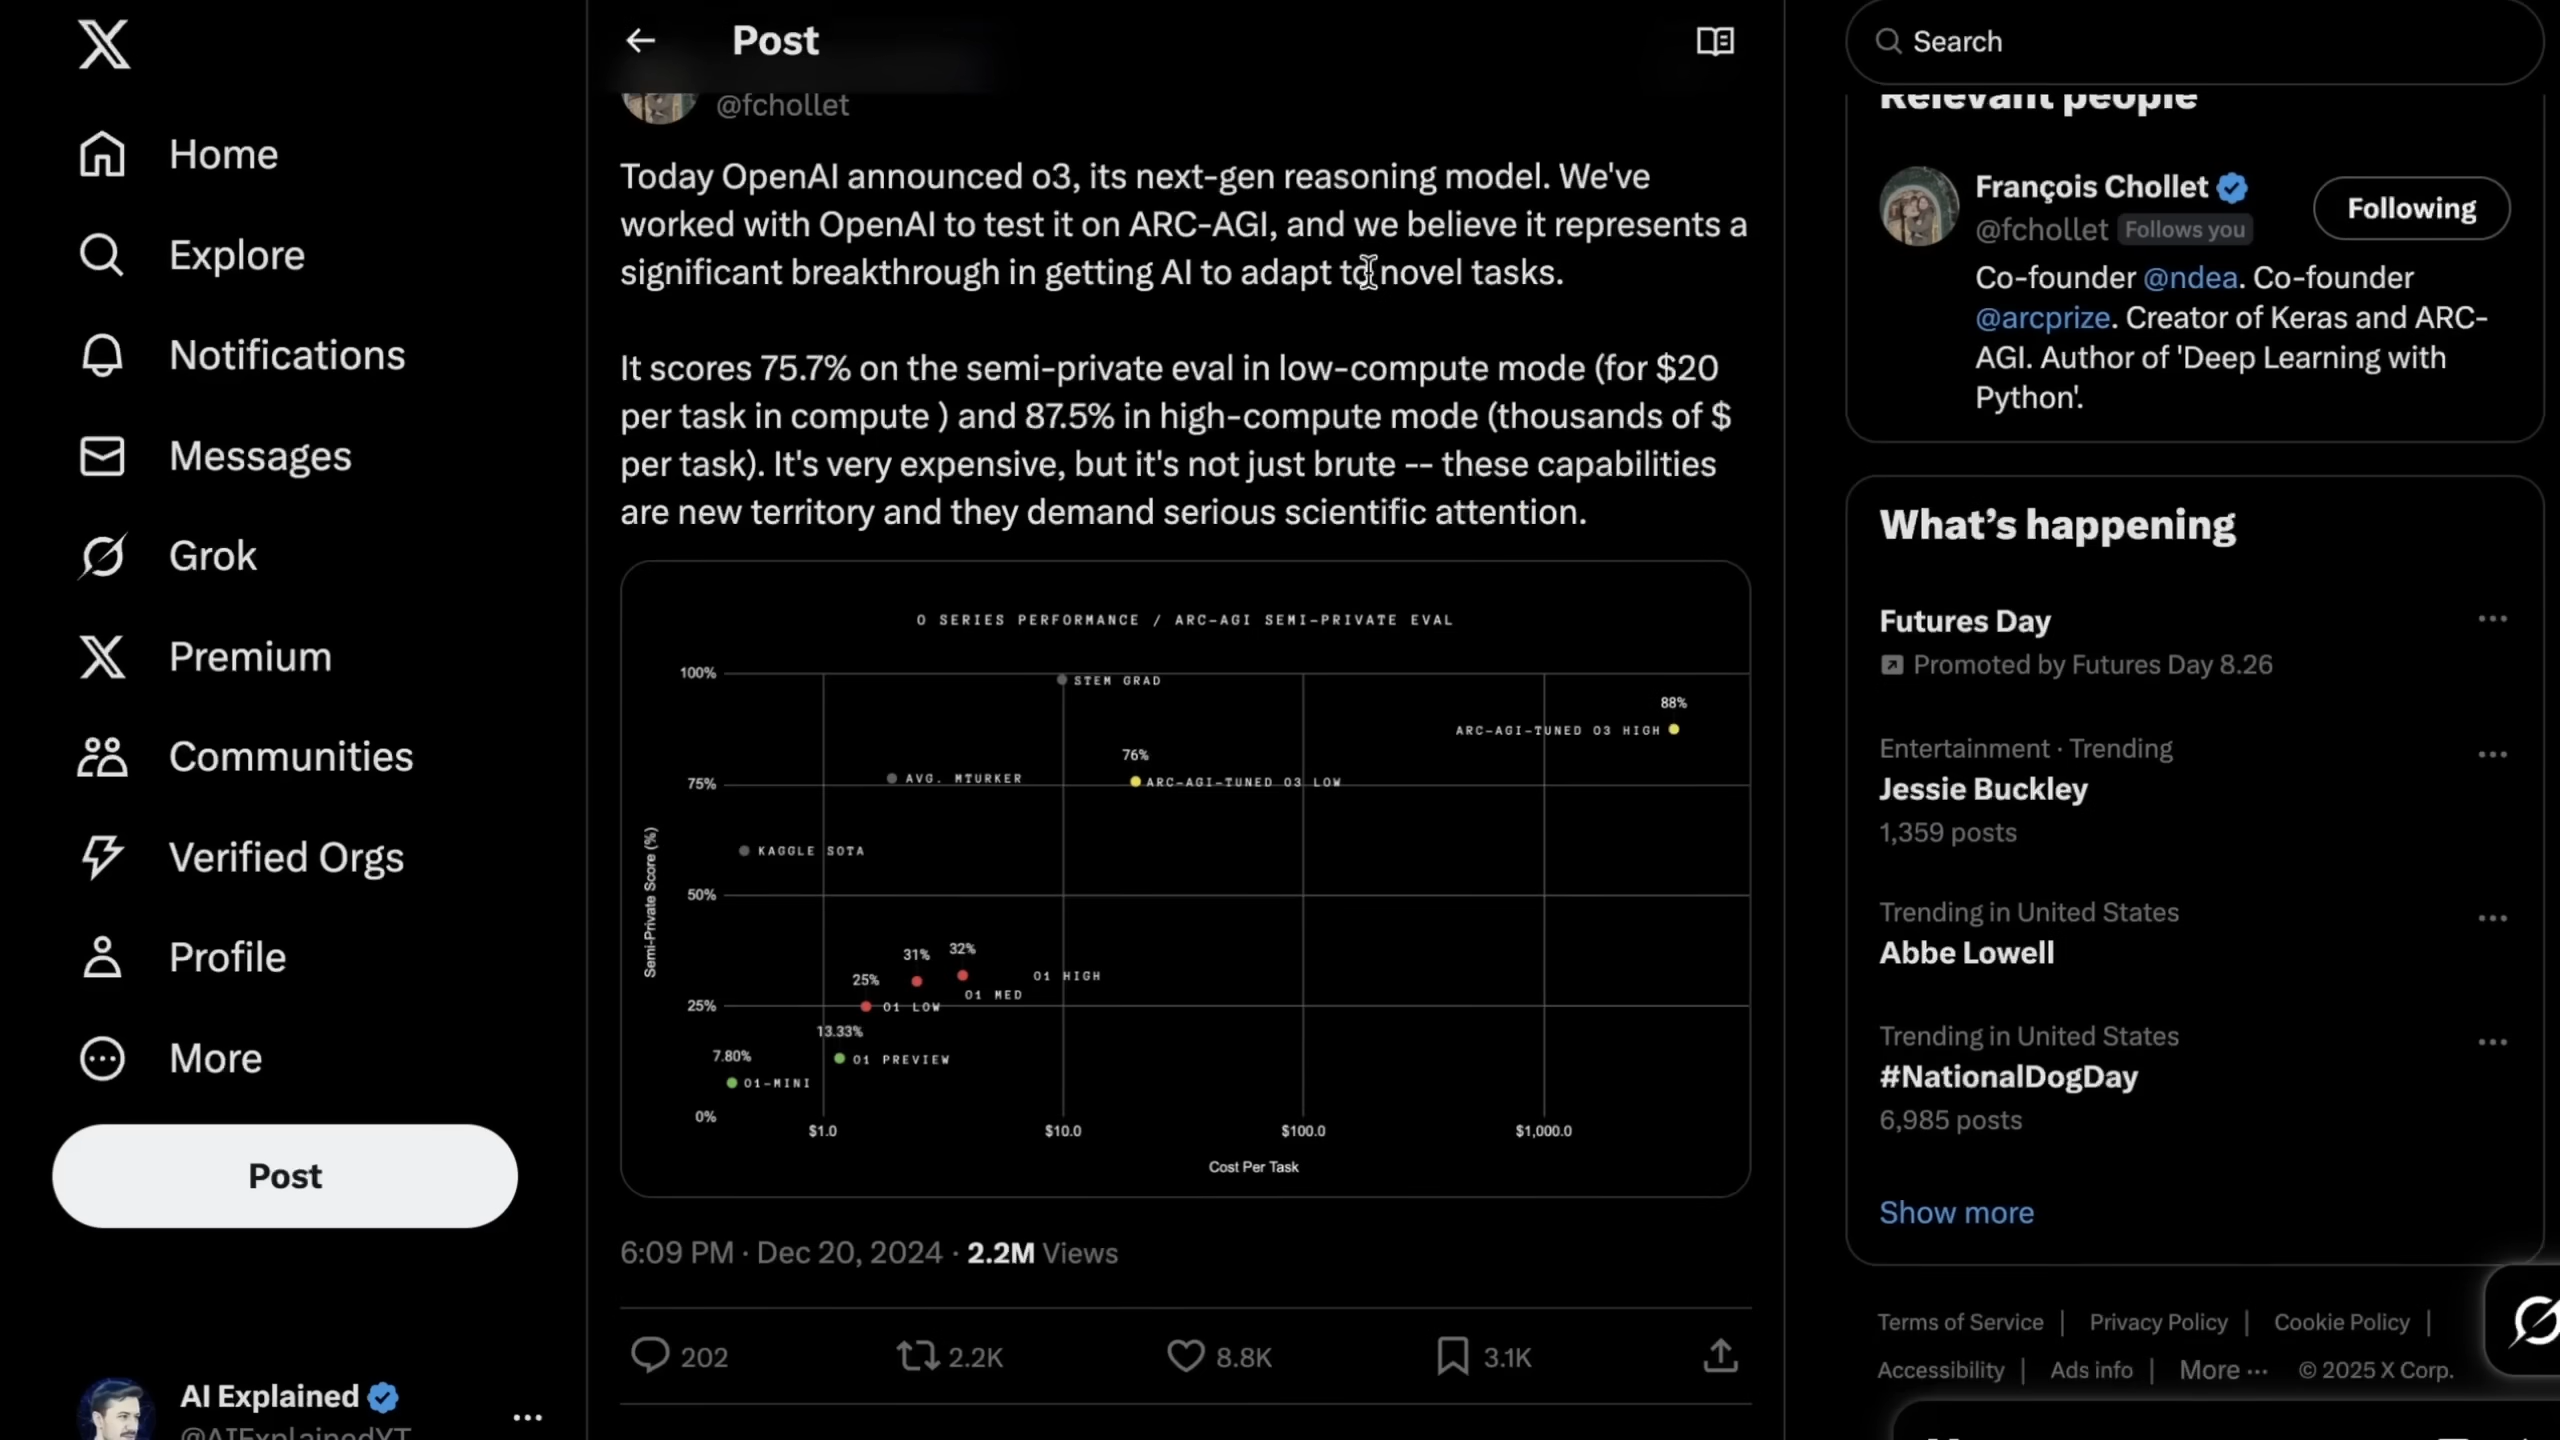 Home
Explore
Notifications
Messages
Grok
Premium
Communities
Verified Orgs
Profile
More
Post
AI Explained
@AIExplainedYT
Post
@fchollet
Today OpenAI announced o3, its next-gen reasoning model. We've
worked with OpenAI to test it on ARC-AGI, and we believe it represents a
significant breakthrough in getting AI to adapt to novel tasks.
It scores 75.7% on the semi-private eval in low-compute mode (for $20
per task in compute ) and 87.5% in high-compute mode (thousands of $
per task). It's very expensive, but it's not just brute -- these capabilities
are new territory and they demand serious scientific attention.
O SERIES PERFORMANCE / ARC-AGI SEMI-PRIVATE EVAL
100%
75%
50%
25%
0%
Semi-Private Score (%)
STEM GRAD
88%
ARC-AGI-TUNED O3 HIGH
76%
AVG. MTURKER
ARC-AGI-TUNED O3 LOW
KAGGLE SOTA
32%
31%
O1 HIGH
25%
O1 MED
O1 LOW
13.33%
O1 PREVIEW
7.80%
O1-MINI
$1.0
$10.0
$100.0
$1,000.0
Cost Per Task
6:09 PM · Dec 20, 2024 · 2.2M Views
202
2.2K
8.8K
3.1K
Search
Relevant people
François Chollet
Following
@fchollet Follows you
Co-founder @ndea. Co-founder
@arcprize. Creator of Keras and ARC-
AGI. Author of 'Deep Learning with
Python'.
What's happening
Futures Day
Promoted by Futures Day 8.26
Entertainment · Trending
Jessie Buckley
1,359 posts
Trending in United States
Abbe Lowell
Trending in United States
#NationalDogDay
6,985 posts
Show more
Terms of Service | Privacy Policy | Cookie Policy |
Accessibility | Ads info | More ··· © 2025 X Corp.